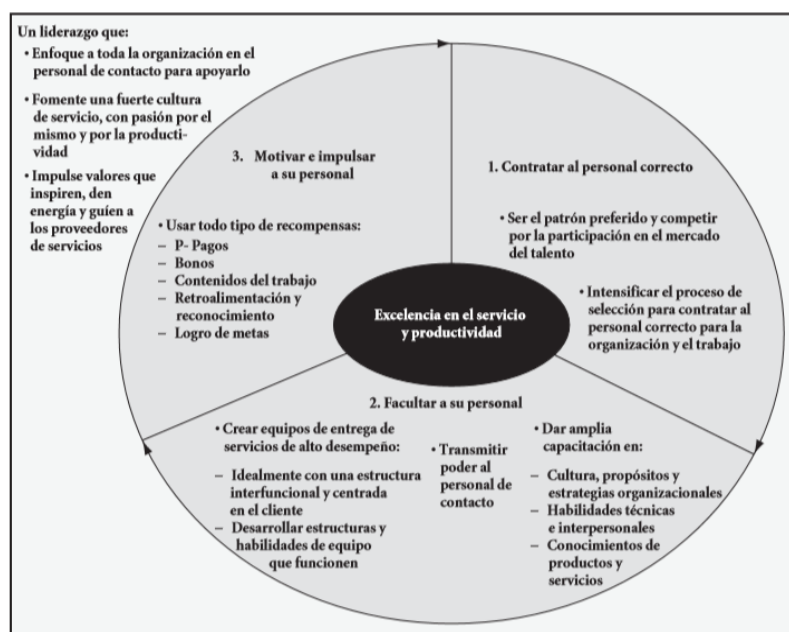 Un liderazgo que:
• Enfoque a toda la organización en el
personal de contacto para apoyarlo
• Fomente una fuerte cultura
de servicio, con pasión por el
mismo y por la producti-
vidad
• Impulse valores que
inspiren, den
energía y guíen a
los proveedores
de servicios
3. Motivar e impulsar
a su personal
• Usar todo tipo de recompensas:
– P- Pagos
– Bonos
– Contenidos del trabajo
– Retroalimentación y
reconocimiento
– Logro de metas
1. Contratar al personal correcto
• Ser el patrón preferido y competir
por la participación en el mercado
del talento
• Intensificar el proceso de
selección para contratar al
personal correcto para la
organización y el trabajo
Excelencia en el servicio
y productividad
2. Facultar a su personal
• Crear equipos de entrega de
servicios de alto desempeño:
– Idealmente con una estructura
interfuncional y centrada
en el cliente
– Desarrollar estructuras y
habilidades de equipo
que funcionen
• Transmitir
poder al
personal de
contacto
• Dar amplia
capacitación en:
– Cultura, propósitos y
estrategias organizacionales
– Habilidades técnicas
e interpersonales
– Conocimientos de
productos y
servicios